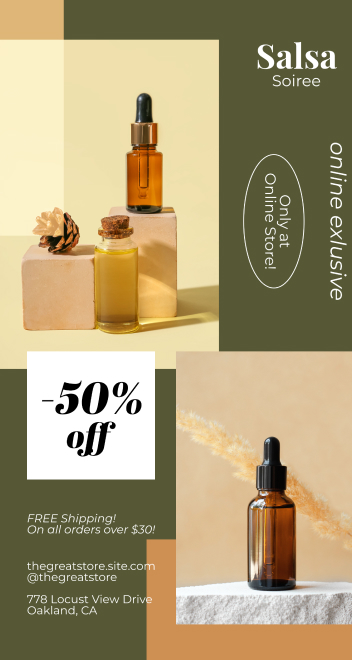 Salsa
Soiree
online exlusive
Only at
Online Store!
-50%
off
FREE Shipping!
On all orders over $30!
thegreatstore.site.com
@thegreatstore
778 Locust View Drive
Oakland, CA